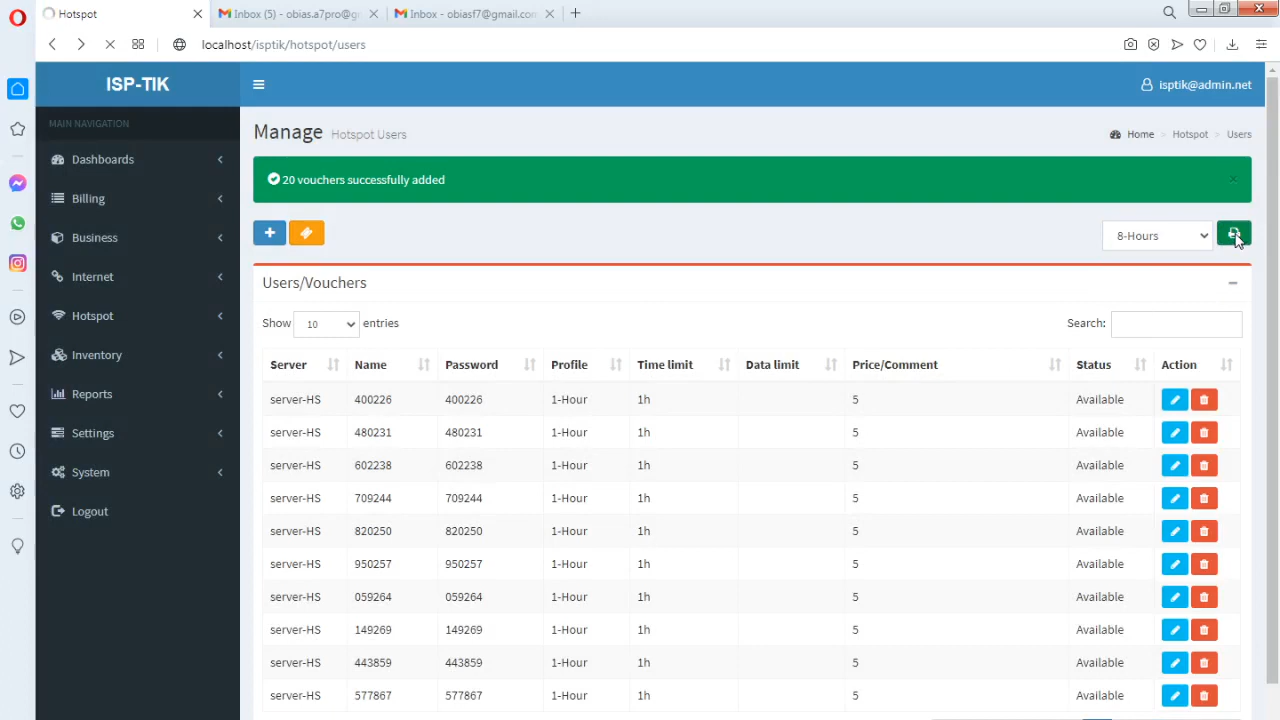 Hotspot
Inbox (5) - obias.a7pro@g
Inbox - obiasf7@gmail.com
localhost/isptik/hotspot/users
ISP-TIK
isptik@admin.net
MAIN NAVIGATION
Dashboards
Billing
Business
Internet
Hotspot
Inventory
Reports
Settings
System
Logout
Manage Hotspot Users
Home > Hotspot > Users
20 vouchers successfully added
8-Hours
Users/Vouchers
Show 10 entries
Search:
Server Name Password Profile Time limit Data limit Price/Comment Status Action
server-HS 400226 400226 1-Hour 1h 5 Available
server-HS 480231 480231 1-Hour 1h 5 Available
server-HS 602238 602238 1-Hour 1h 5 Available
server-HS 709244 709244 1-Hour 1h 5 Available
server-HS 820250 820250 1-Hour 1h 5 Available
server-HS 950257 950257 1-Hour 1h 5 Available
server-HS 059264 059264 1-Hour 1h 5 Available
server-HS 149269 149269 1-Hour 1h 5 Available
server-HS 443859 443859 1-Hour 1h 5 Available
server-HS 577867 577867 1-Hour 1h 5 Available